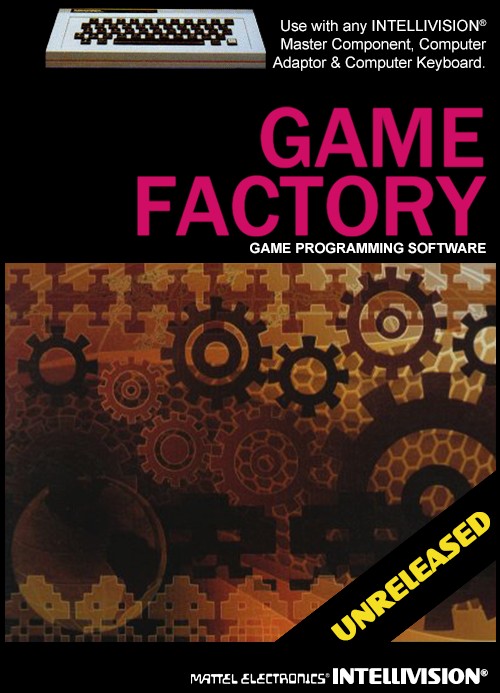 Use with any INTELLIVISION®
Master Component, Computer
Adaptor & Computer Keyboard.
GAME
FACTORY
GAME PROGRAMMING SOFTWARE
UNRELEASED
MATTEL ELECTRONICS® INTELLIVISION®